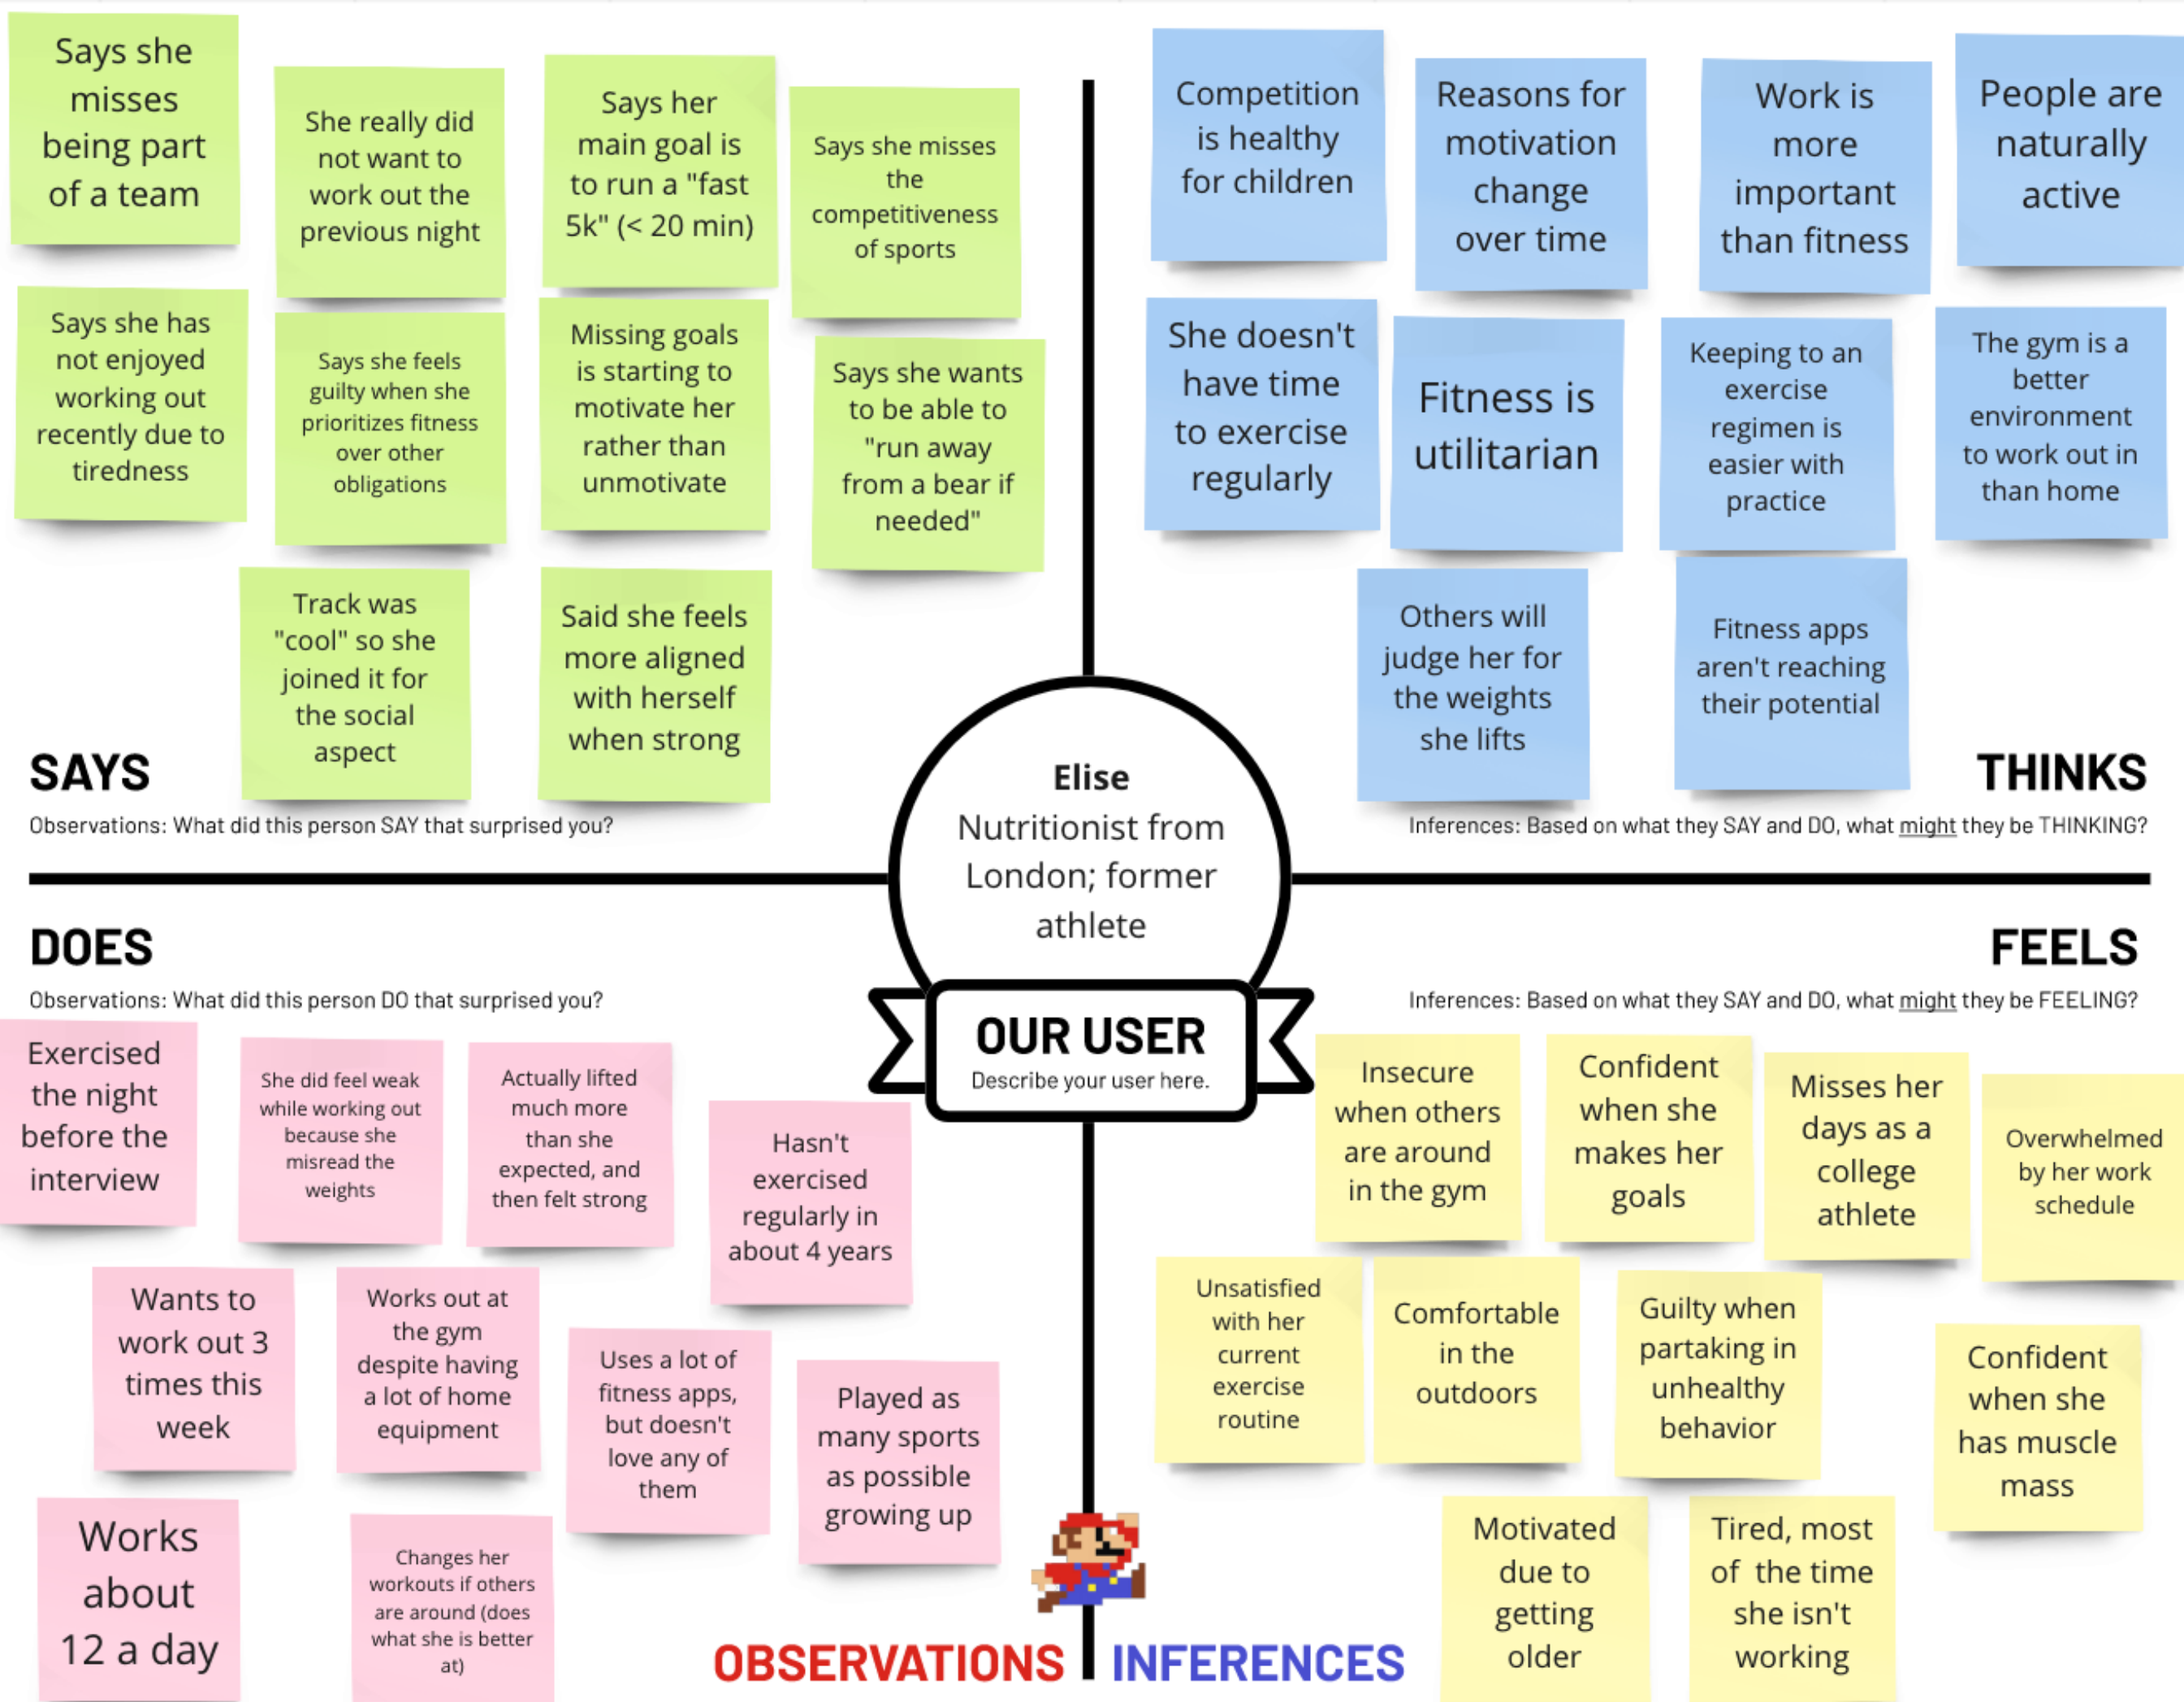 Says she
misses
being part
of a team
She really did
not want to
work out the
previous night
Says her
main goal is
to run a "fast
5k" (< 20 min)
Says she misses
the
competitiveness
of sports
Says she has
not enjoyed
working out
recently due to
tiredness
Says she feels
guilty when she
prioritizes fitness
over other
obligations
Missing goals
is starting to
motivate her
rather than
unmotivate
Says she wants
to be able to
"run away
from a bear if
needed"
Track was
"cool" so she
joined it for
the social
aspect
Said she feels
more aligned
with herself
when strong
SAYS
Observations: What did this person SAY that surprised you?
Competition
is healthy
for children
Reasons for
motivation
change
over time
Work is
more
important
than fitness
People are
naturally
active
She doesn't
have time
to exercise
regularly
Fitness is
utilitarian
Keeping to an
exercise
regimen is
easier with
practice
The gym is a
better
environment
to work out in
than home
Others will
judge her for
the weights
she lifts
Fitness apps
aren't reaching
their potential
THINKS
Inferences: Based on what they SAY and DO, what might they be THINKING?
Elise
Nutritionist from
London; former
athlete
OUR USER
Describe your user here.
DOES
Observations: What did this person DO that surprised you?
Exercised
the night
before the
interview
She did feel weak
while working out
because she
misread the
weights
Actually lifted
much more
than she
expected, and
then felt strong
Hasn't
exercised
regularly in
about 4 years
Wants to
work out 3
times this
week
Works out at
the gym
despite having
a lot of home
equipment
Uses a lot of
fitness apps,
but doesn't
love any of
them
Played as
many sports
as possible
growing up
Works
about
12 a day
Changes her
workouts if others
are around (does
what she is better
at)
FEELS
Inferences: Based on what they SAY and DO, what might they be FEELING?
Insecure
when others
are around
in the gym
Confident
when she
makes her
goals
Misses her
days as a
college
athlete
Overwhelmed
by her work
schedule
Unsatisfied
with her
current
exercise
routine
Comfortable
in the
outdoors
Guilty when
partaking in
unhealthy
behavior
Confident
when she
has muscle
mass
Motivated
due to
getting
older
Tired, most
of the time
she isn't
working
OBSERVATIONS
INFERENCES